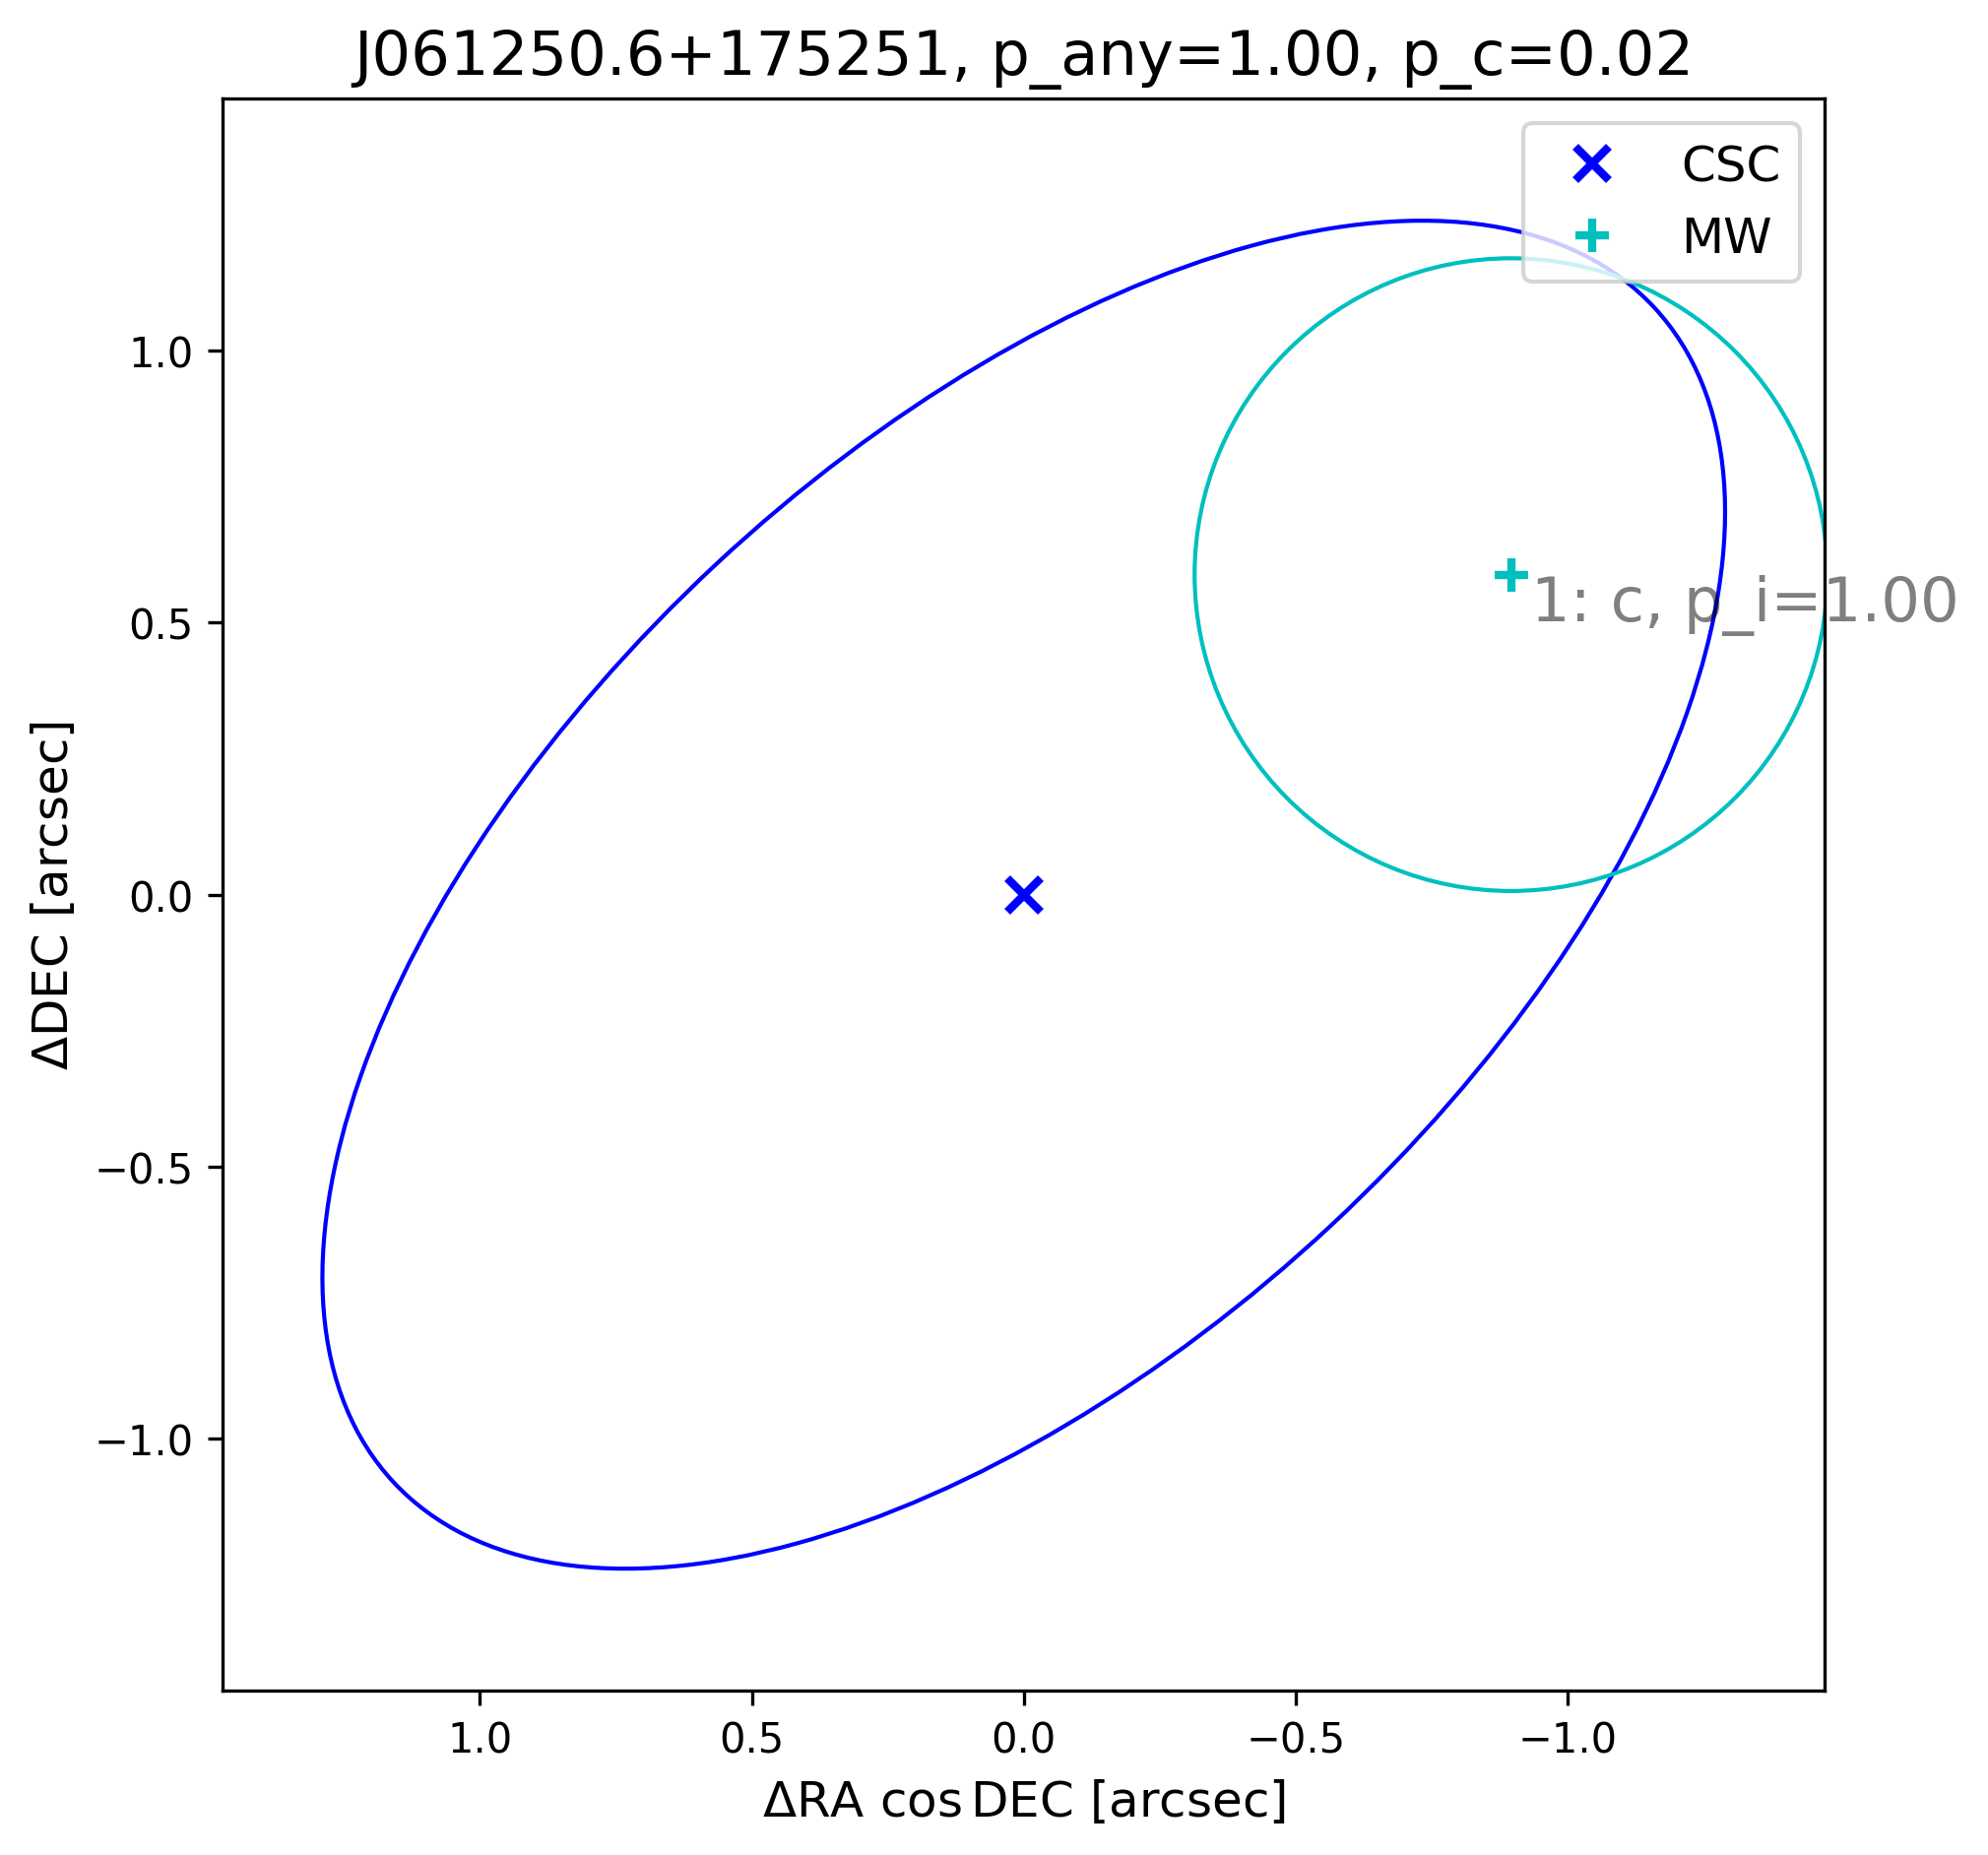 J061250.6+175251, p_any=1.00, p_c=0.02
CSC
MW
1: c, p_i=1.00
1.0
0.5
0.0
−0.5
−1.0
ΔDEC [arcsec]
1.0 0.5 0.0 −0.5 −1.0
ΔRA cos DEC [arcsec]